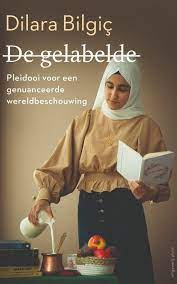 Dilara Bilgiç
De gelabelde
Pleidooi voor een
genuanceerde
wereldbeschouwing